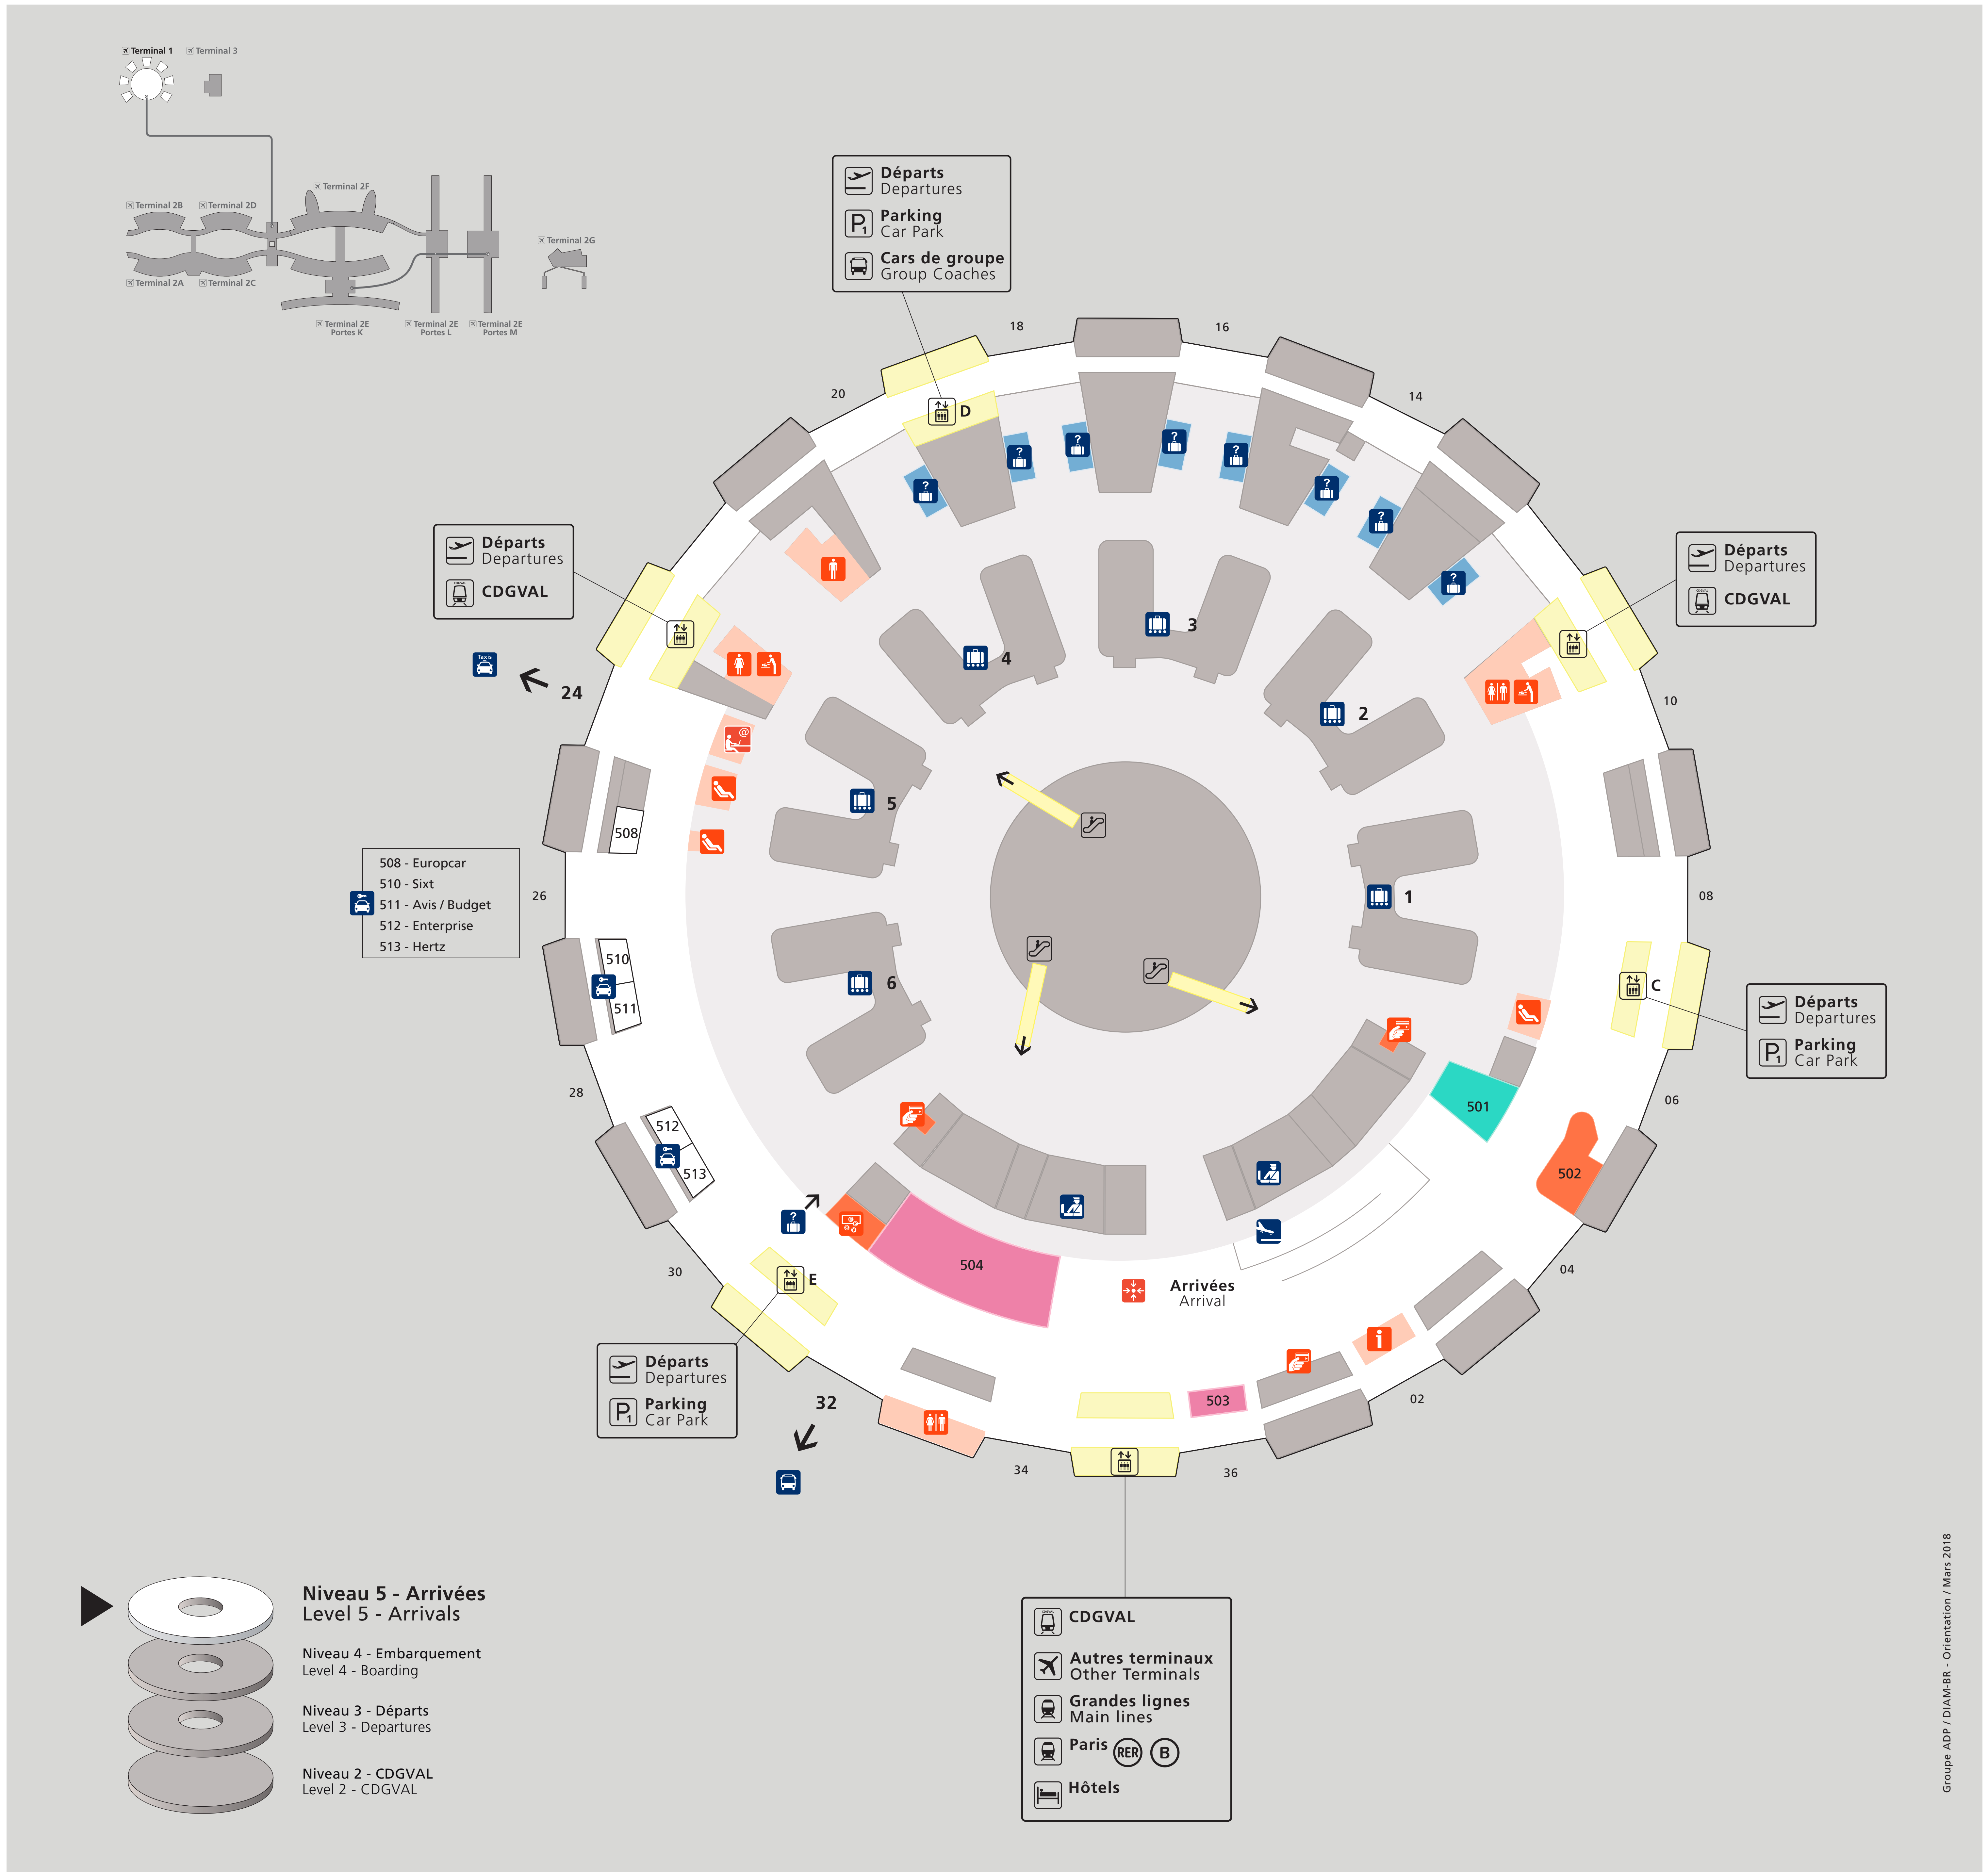 Terminal 1
Terminal 3
Terminal 2F
Terminal 2B
Terminal 2D
Terminal 2G
Terminal 2A
Terminal 2C
Terminal 2E
Portes K
Terminal 2E
Portes L
Terminal 2E
Portes M
Départs
Departures
P1
Parking
Car Park
Cars de groupe
Group Coaches
18
16
20
14
D
Départs
Departures
CDGVAL
Départs
Departures
CDGVAL
Taxis
24
10
3
4
2
5
1
6
@
508
508 - Europcar
510 - Sixt
511 - Avis / Budget
512 - Enterprise
513 - Hertz
26
08
510
511
C
Départs
Departures
P1
Parking
Car Park
28
06
512
513
501
502
504
30
E
04
Arrivées
Arrival
Départs
Departures
P1
Parking
Car Park
32
503
02
34
36
CDGVAL
Autres terminaux
Other Terminals
Grandes lignes
Main lines
Paris RER B
Hôtels
Niveau 5 - Arrivées
Level 5 - Arrivals
Niveau 4 - Embarquement
Level 4 - Boarding
Niveau 3 - Départs
Level 3 - Departures
Niveau 2 - CDGVAL
Level 2 - CDGVAL
Groupe ADP / DIAM-BR - Orientation / Mars 2018